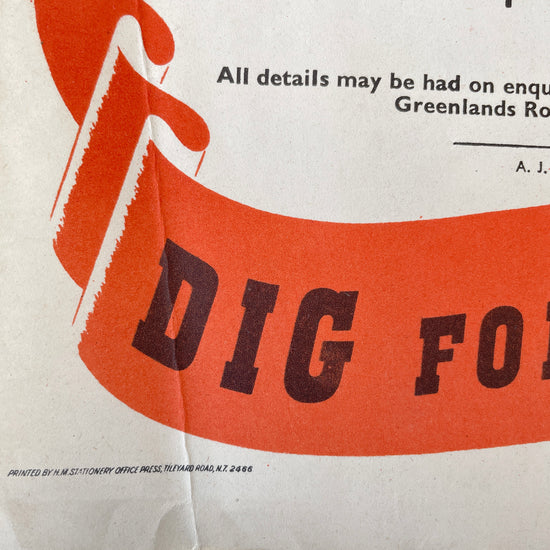 All details may be had on enqu
Greenlands Ro
A. J.
DIG FO
PRINTED BY H.M. STATIONERY OFFICE PRESS, TILEYARD ROAD, N.7. 2466